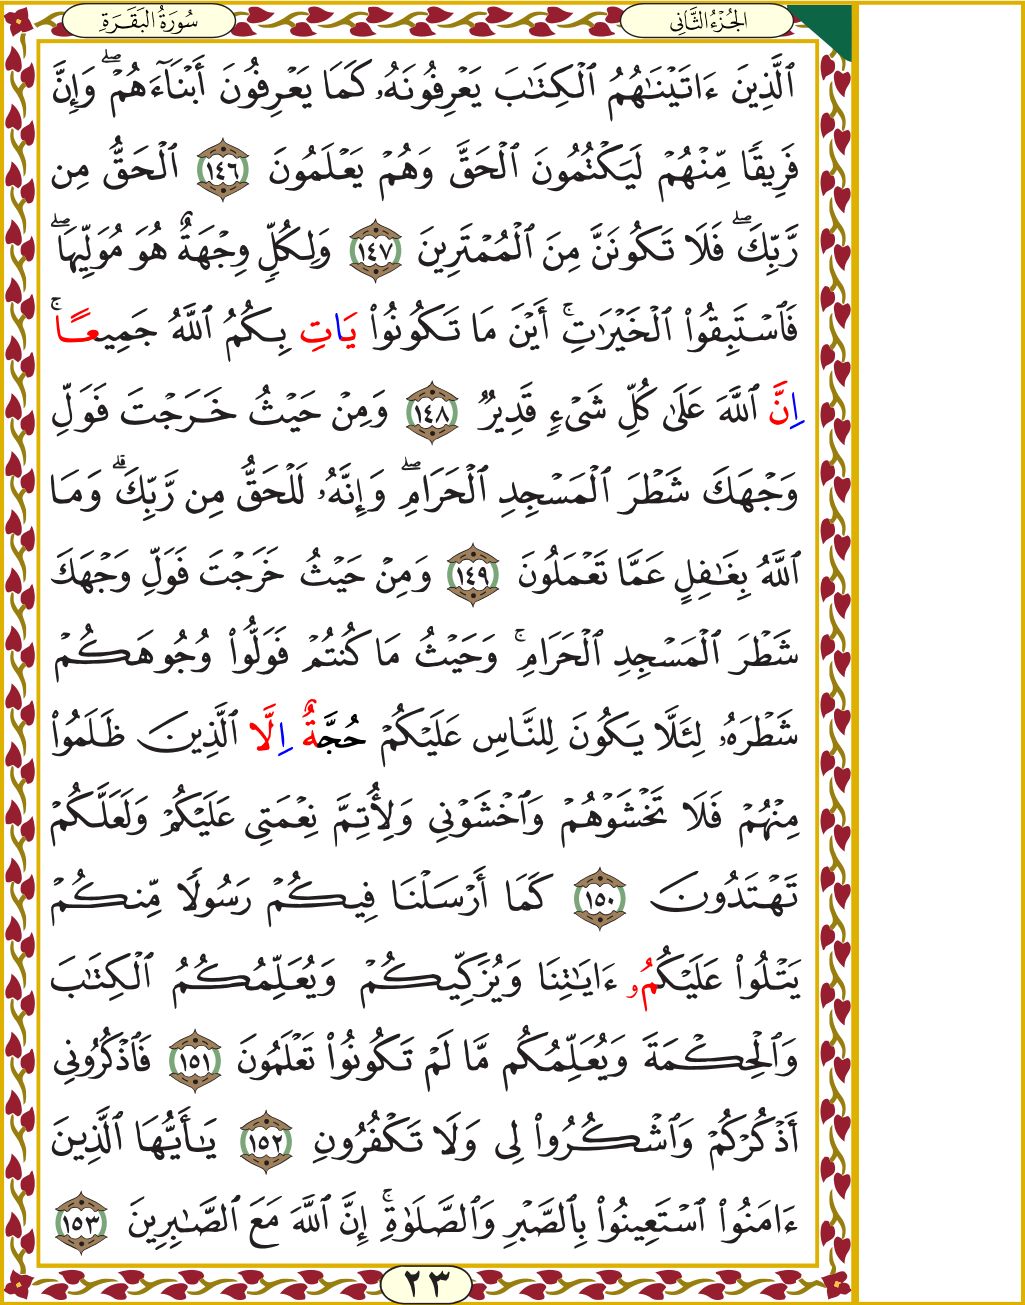 سُورَةُ الْبَقَرَةِ
الجُزْءُ الثَّانِى
ٱلَّذِينَ ءَاتَيْنَٰهُمُ ٱلْكِتَٰبَ يَعْرِفُونَهُۥ كَمَا يَعْرِفُونَ أَبْنَآءَهُمْۖ وَإِنَّ
فَرِيقًا مِّنْهُمْ لَيَكْتُمُونَ ٱلْحَقَّ وَهُمْ يَعْلَمُونَ ١٤٦ ٱلْحَقُّ مِن
رَّبِّكَۖ فَلَا تَكُونَنَّ مِنَ ٱلْمُمْتَرِينَ ١٤٧ وَلِكُلٍّ وِجْهَةٌ هُوَ مُوَلِّيهَاۖ
فَٱسْتَبِقُوا۟ ٱلْخَيْرَٰتِۚ أَيْنَ مَا تَكُونُوا۟ يَاتِ بِكُمُ ٱللَّهُ جَمِيعًاۚ
اِنَّ ٱللَّهَ عَلَىٰ كُلِّ شَىْءٍ قَدِيرٌ ١٤٨ وَمِنْ حَيْثُ خَرَجْتَ فَوَلِّ
وَجْهَكَ شَطْرَ ٱلْمَسْجِدِ ٱلْحَرَامِۖ وَإِنَّهُۥ لَلْحَقُّ مِن رَّبِّكَۗ وَمَا
ٱللَّهُ بِغَٰفِلٍ عَمَّا تَعْمَلُونَ ١٤٩ وَمِنْ حَيْثُ خَرَجْتَ فَوَلِّ وَجْهَكَ
شَطْرَ ٱلْمَسْجِدِ ٱلْحَرَامِۚ وَحَيْثُ مَا كُنتُمْ فَوَلُّوا۟ وُجُوهَكُمْ
شَطْرَهُۥ لِئَلَّا يَكُونَ لِلنَّاسِ عَلَيْكُمْ حُجَّةٌ اِلَّا ٱلَّذِينَ ظَلَمُوا۟
مِنْهُمْ فَلَا تَخْشَوْهُمْ وَٱخْشَوْنِى وَلِأُتِمَّ نِعْمَتِى عَلَيْكُمْ وَلَعَلَّكُمْ
تَهْتَدُونَ ١٥٠ كَمَا أَرْسَلْنَا فِيكُمْ رَسُولًا مِّنكُمْ
يَتْلُوا۟ عَلَيْكُمُۥ ءَايَٰتِنَا وَيُزَكِّيكُمْ وَيُعَلِّمُكُمُ ٱلْكِتَٰبَ
وَٱلْحِكْمَةَ وَيُعَلِّمُكُم مَّا لَمْ تَكُونُوا۟ تَعْلَمُونَ ١٥١ فَٱذْكُرُونِى
أَذْكُرْكُمْ وَٱشْكُرُوا۟ لِى وَلَا تَكْفُرُونِ ١٥٢ يَٰأَيُّهَا ٱلَّذِينَ
ءَامَنُوا۟ ٱسْتَعِينُوا۟ بِٱلصَّبْرِ وَٱلصَّلَوٰةِۚ إِنَّ ٱللَّهَ مَعَ ٱلصَّٰبِرِينَ ١٥٣
٢٣